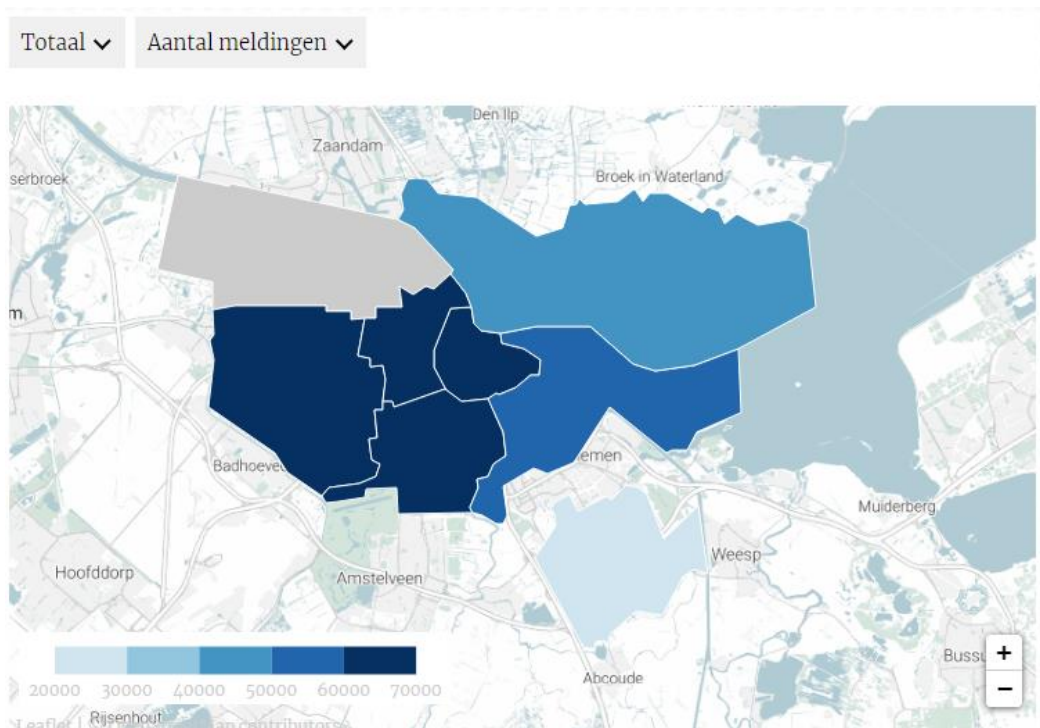 Totaal
Aantal meldingen
Den Ilp
Zaandam
serbroek
Broek in Waterland
m
Badhoeve
emen
Muiderberg
Weesp
Hoofddorp
Amstelveen
Bussu
+
Abcoude
−
20000 30000 40000 50000 60000 70000
Rijsenhout
Leaflet | contributors